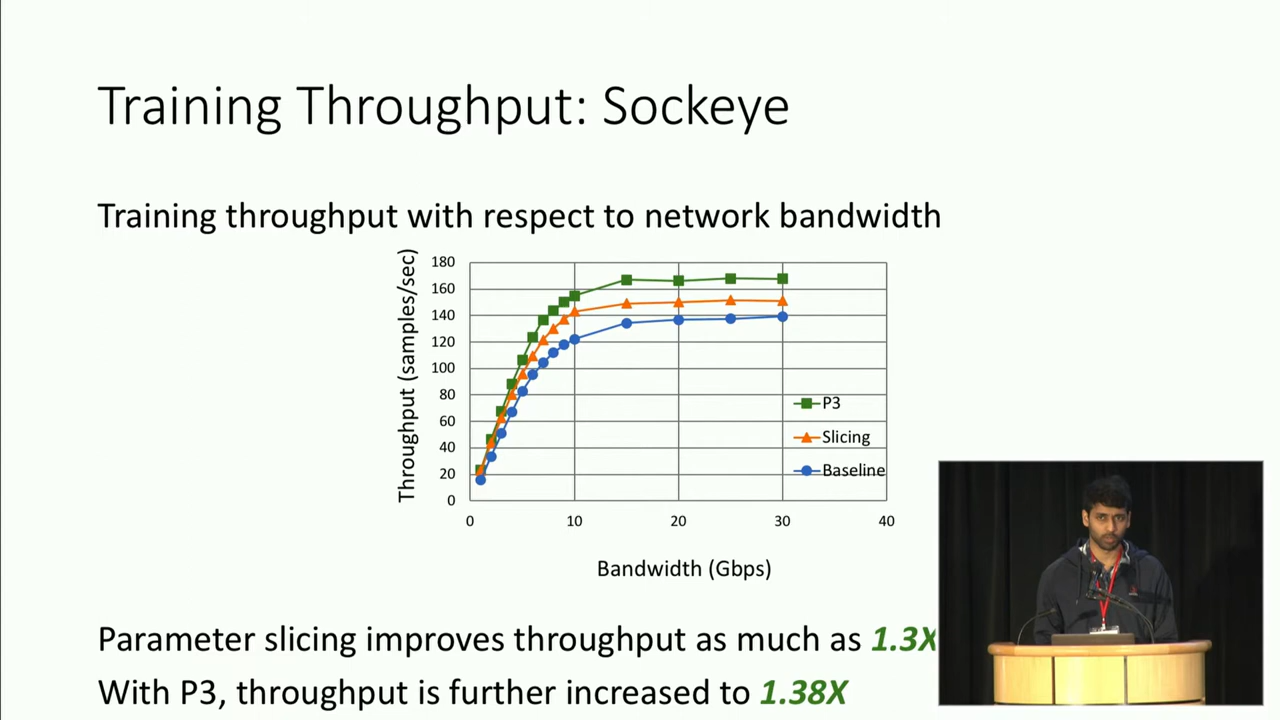 Training Throughput: Sockeye
Training throughput with respect to network bandwidth
Throughput (samples/sec)
180
160
140
120
100
80
60
40
20
0
0 10 20 30 40
P3
Slicing
Baseline
Bandwidth (Gbps)
Parameter slicing improves throughput as much as 1.3X
With P3, throughput is further increased to 1.38X